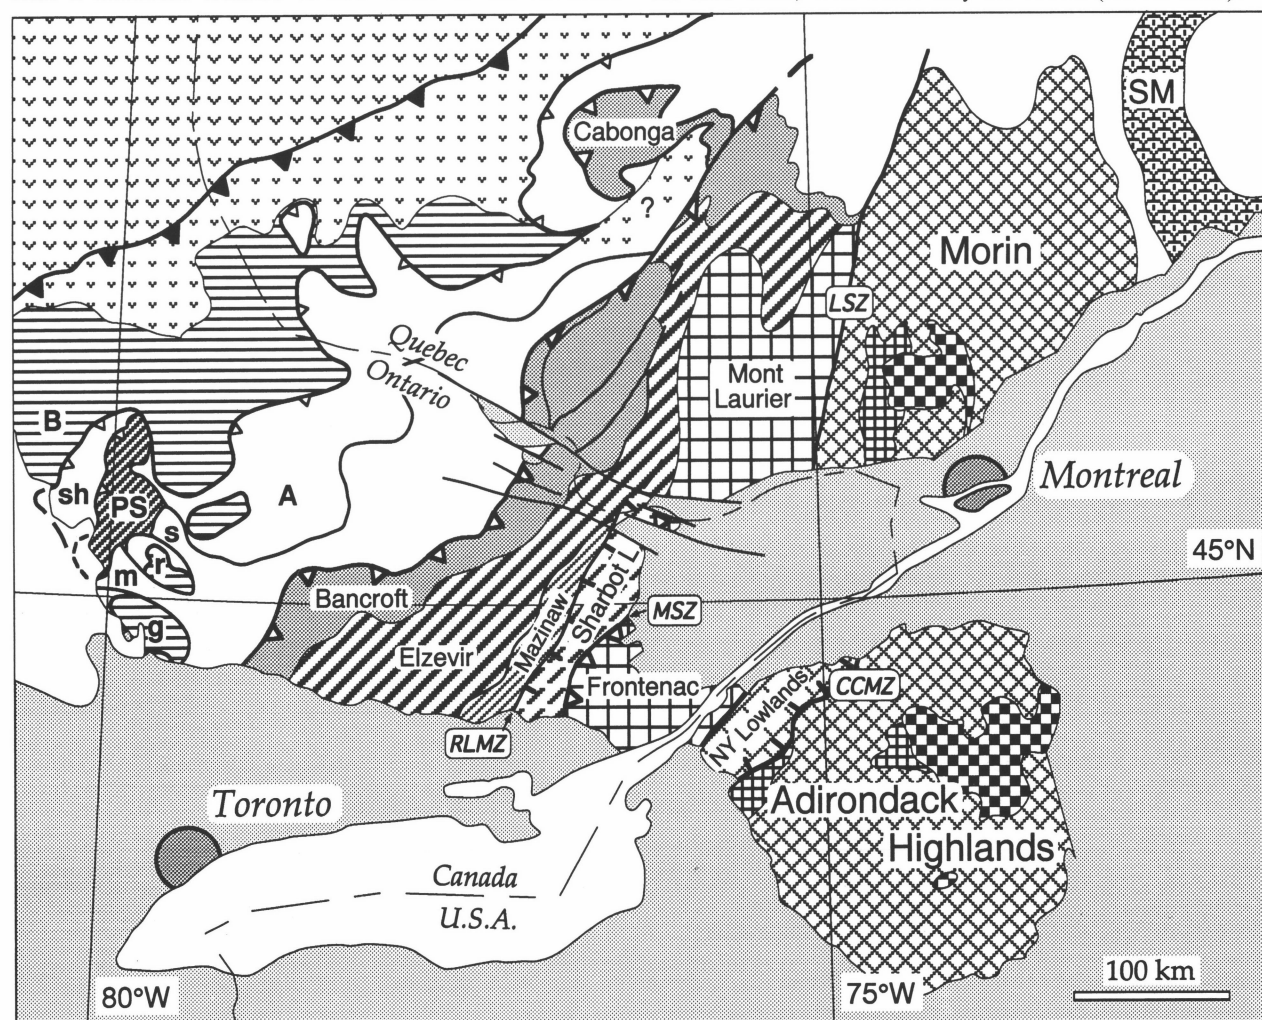 SM
Cabonga
?
Morin
LSZ
Quebec
Ontario
Mont
Laurier
B
sh
PS
A
s
r
m
g
Montreal
45°N
Bancroft
Mazinaw
Sharbot L
MSZ
Elzevir
Frontenac
CCMZ
NY Lowlands
RLMZ
Toronto
Adirondack
Highlands
Canada
U.S.A.
80°W
75°W
100 km